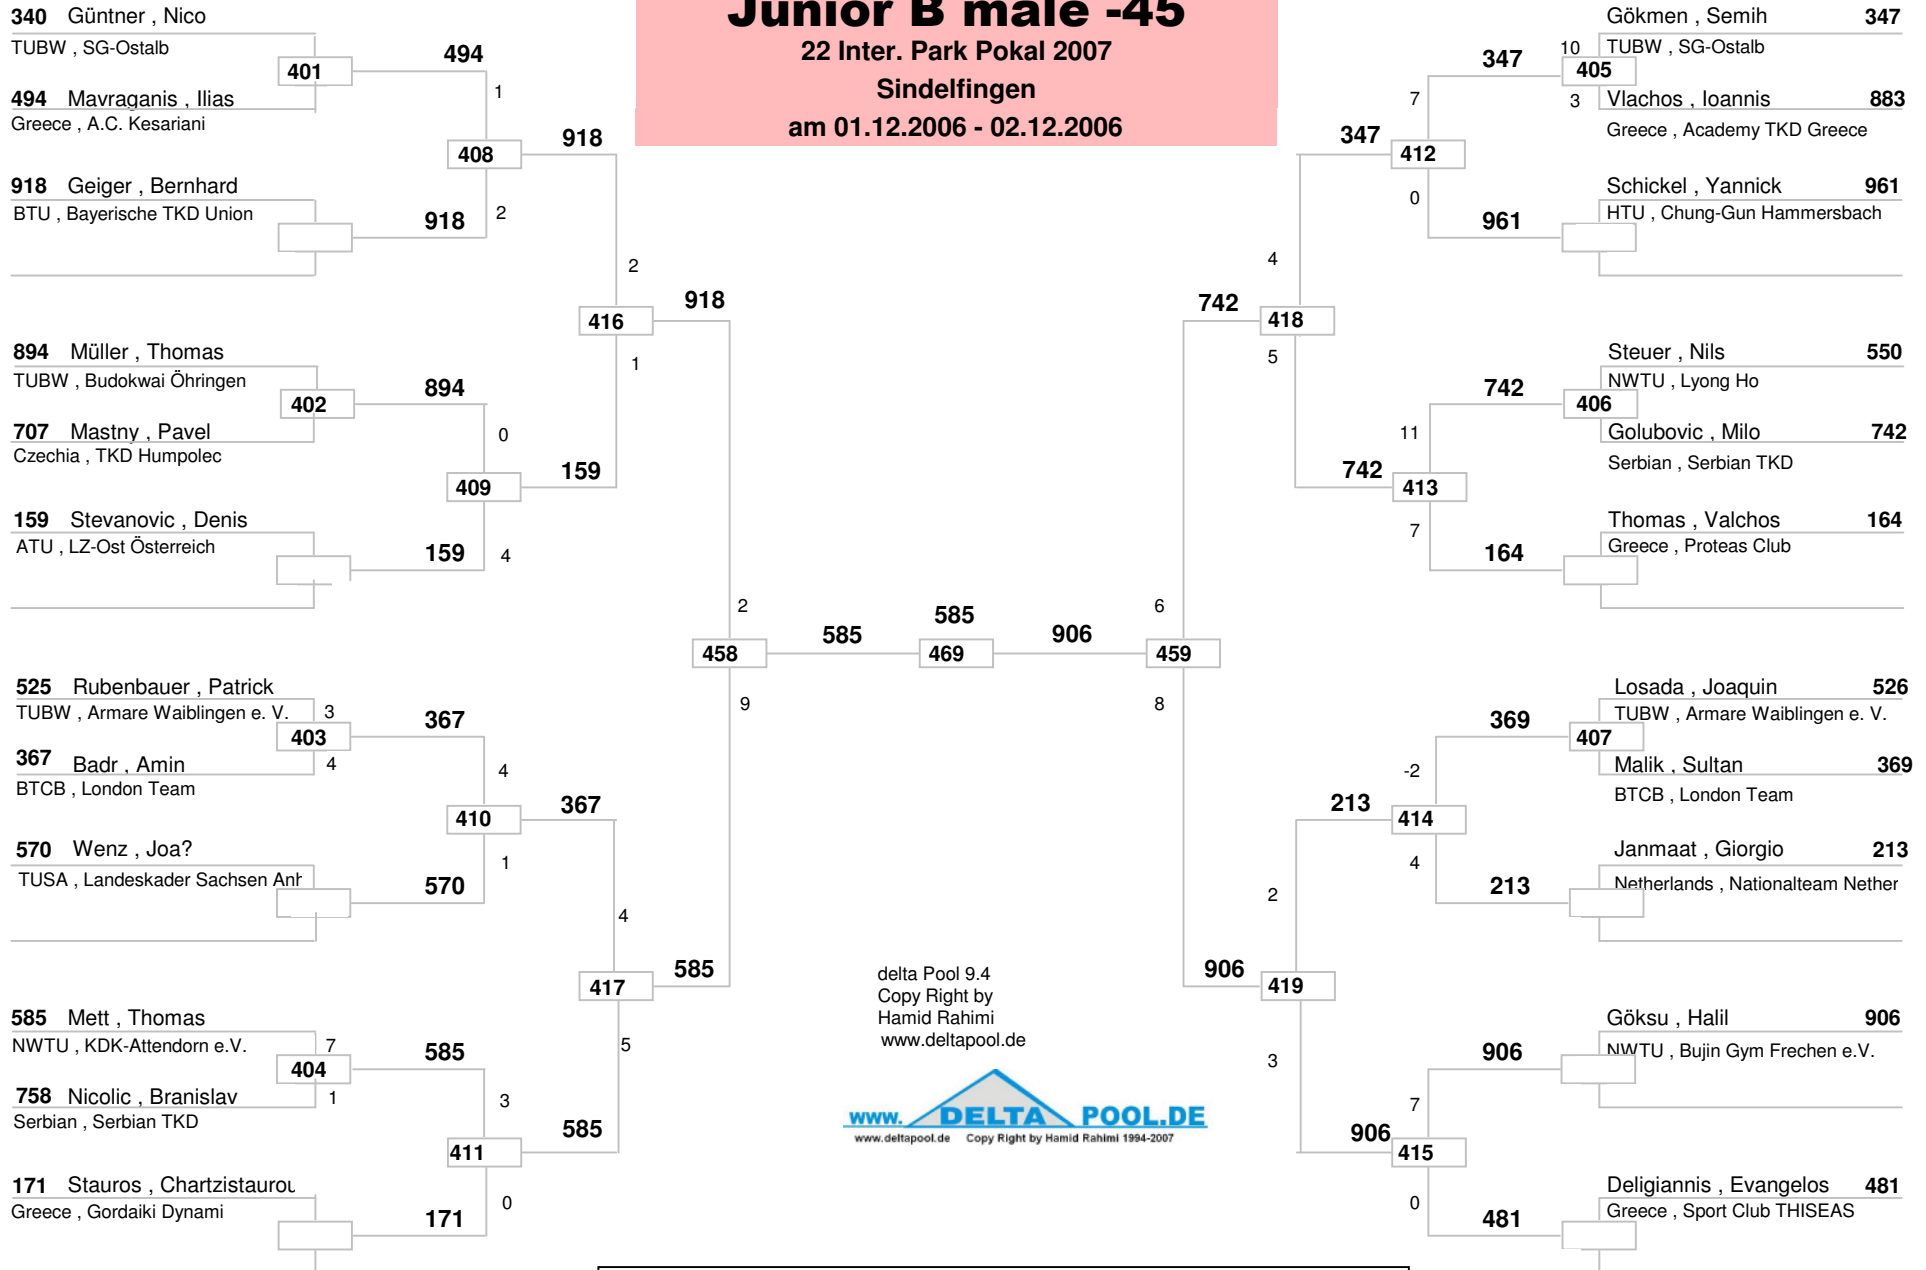 Junior B male -45
22 Inter. Park Pokal 2007
Sindelfingen
am 01.12.2006 - 02.12.2006
340 Güntner , Nico
TUBW , SG-Ostalb
401
494
494 Mavraganis , Ilias
Greece , A.C. Kesariani
1
408
918
918 Geiger , Bernhard
BTU , Bayerische TKD Union
918
2
2
416
918
1
894 Müller , Thomas
TUBW , Budokwai Öhringen
402
894
707 Mastny , Pavel
Czechia , TKD Humpolec
0
409
159
159 Stevanovic , Denis
ATU , LZ-Ost Österreich
159
4
2
458
585
9
525 Rubenbauer , Patrick
TUBW , Armare Waiblingen e. V.
3
403
367
4
367 Badr , Amin
BTCB , London Team
4
410
367
1
570 Wenz , Joa?
TUSA , Landeskader Sachsen Anh
570
4
417
585
5
585 Mett , Thomas
NWTU , KDK-Attendorn e.V.
7
404
585
1
758 Nicolic , Branislav
Serbian , Serbian TKD
3
411
585
0
171 Stauros , Chartzistaurou
Greece , Gordaiki Dynami
171
585
469
906
Gökmen , Semih 347
TUBW , SG-Ostalb
10
405
347
3
Vlachos , Ioannis 883
Greece , Academy TKD Greece
7
347
412
0
Schickel , Yannick 961
HTU , Chung-Gun Hammersbach
961
4
742
418
5
Steuer , Nils 550
NWTU , Lyong Ho
742
406
Golubovic , Milo 742
Serbian , Serbian TKD
11
742
413
7
Thomas , Valchos 164
Greece , Proteas Club
164
6
459
8
Losada , Joaquin 526
TUBW , Armare Waiblingen e. V.
369
407
Malik , Sultan 369
BTCB , London Team
-2
213
414
4
Janmaat , Giorgio 213
Netherlands , Nationalteam Nether
213
2
906
419
3
Göksu , Halil 906
NWTU , Bujin Gym Frechen e.V.
906
7
906
415
0
Deligiannis , Evangelos 481
Greece , Sport Club THISEAS
481
delta Pool 9.4
Copy Right by
Hamid Rahimi
www.deltapool.de
www. DELTA POOL.DE
www.deltapool.de Copy Right by Hamid Rahimi 1994-2007